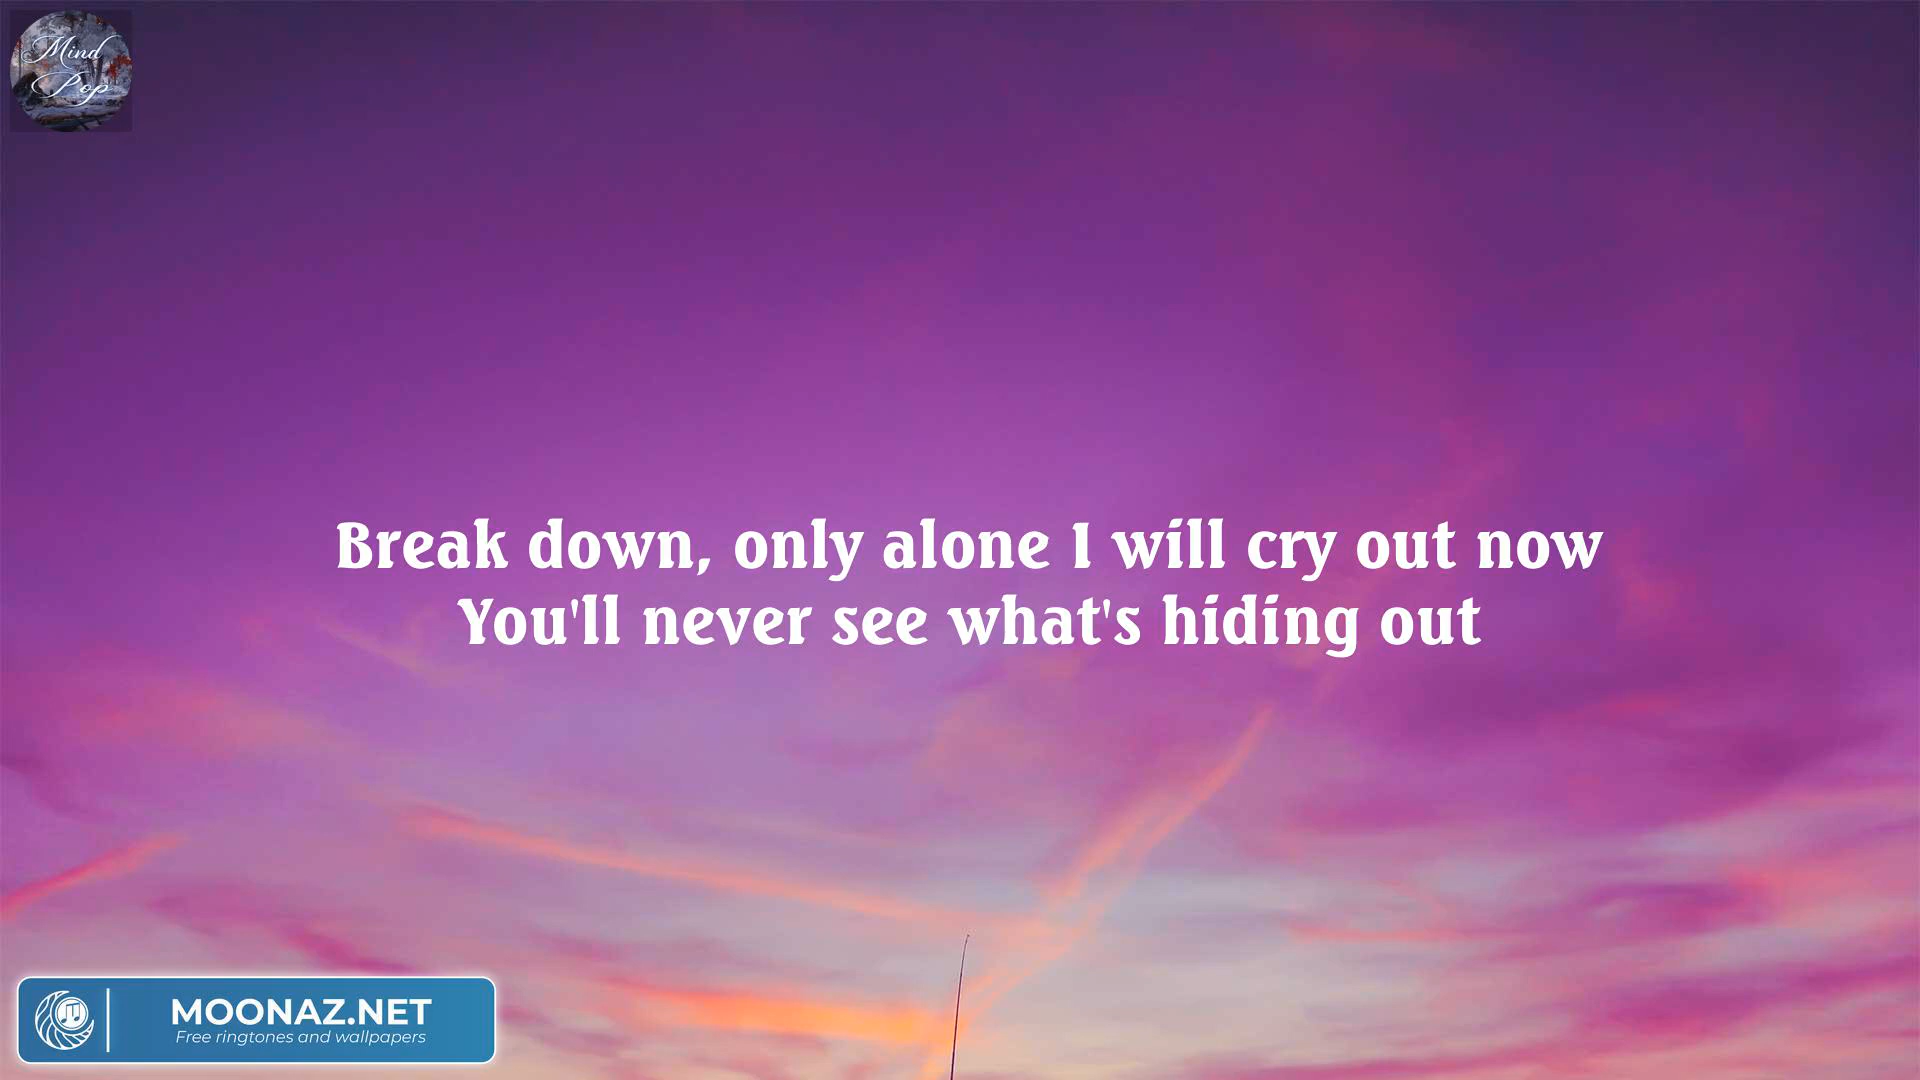 Mind
Pop
Break down, only alone I will cry out now
You'll never see what's hiding out
MOONAZ.NET
Free ringtones and wallpapers